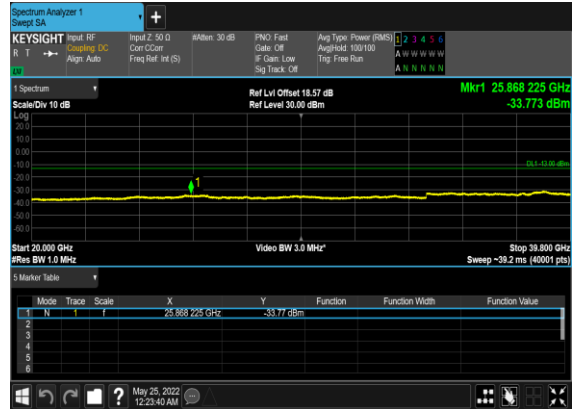 Spectrum Analyzer 1
Swept SA
+
KEYSIGHT Input: RF Input Z: 50 Ω #Atten: 30 dB PNO: Fast Avg Type: Power (RMS) 1 2 3 4 5 6
R T Coupling: DC Corr CCorr Gate: Off Avg|Hold: 100/100 A W W W W W
Align: Auto Freq Ref: Int (S) IF Gain: Low Trig: Free Run
Sig Track: Off A N N N N N
1 Spectrum Ref Lvl Offset 18.57 dB Mkr1 25.868 225 GHz
Scale/Div 10 dB Ref Level 30.00 dBm -33.773 dBm
Log
20.0
10.0
0.00
-10.0
DL1 -13.00 dBm
-20.0
1
-30.0
-40.0
-50.0
-60.0
Start 20.000 GHz Video BW 3.0 MHz* Stop 39.800 GHz
#Res BW 1.0 MHz Sweep ~39.2 ms (40001 pts)
5 Marker Table
Mode Trace Scale X Y Function Function Width Function Value
1 N 1 f 25.868 225 GHz -33.77 dBm
2
3
4
5
6
? May 25, 2022
12:23:40 AM